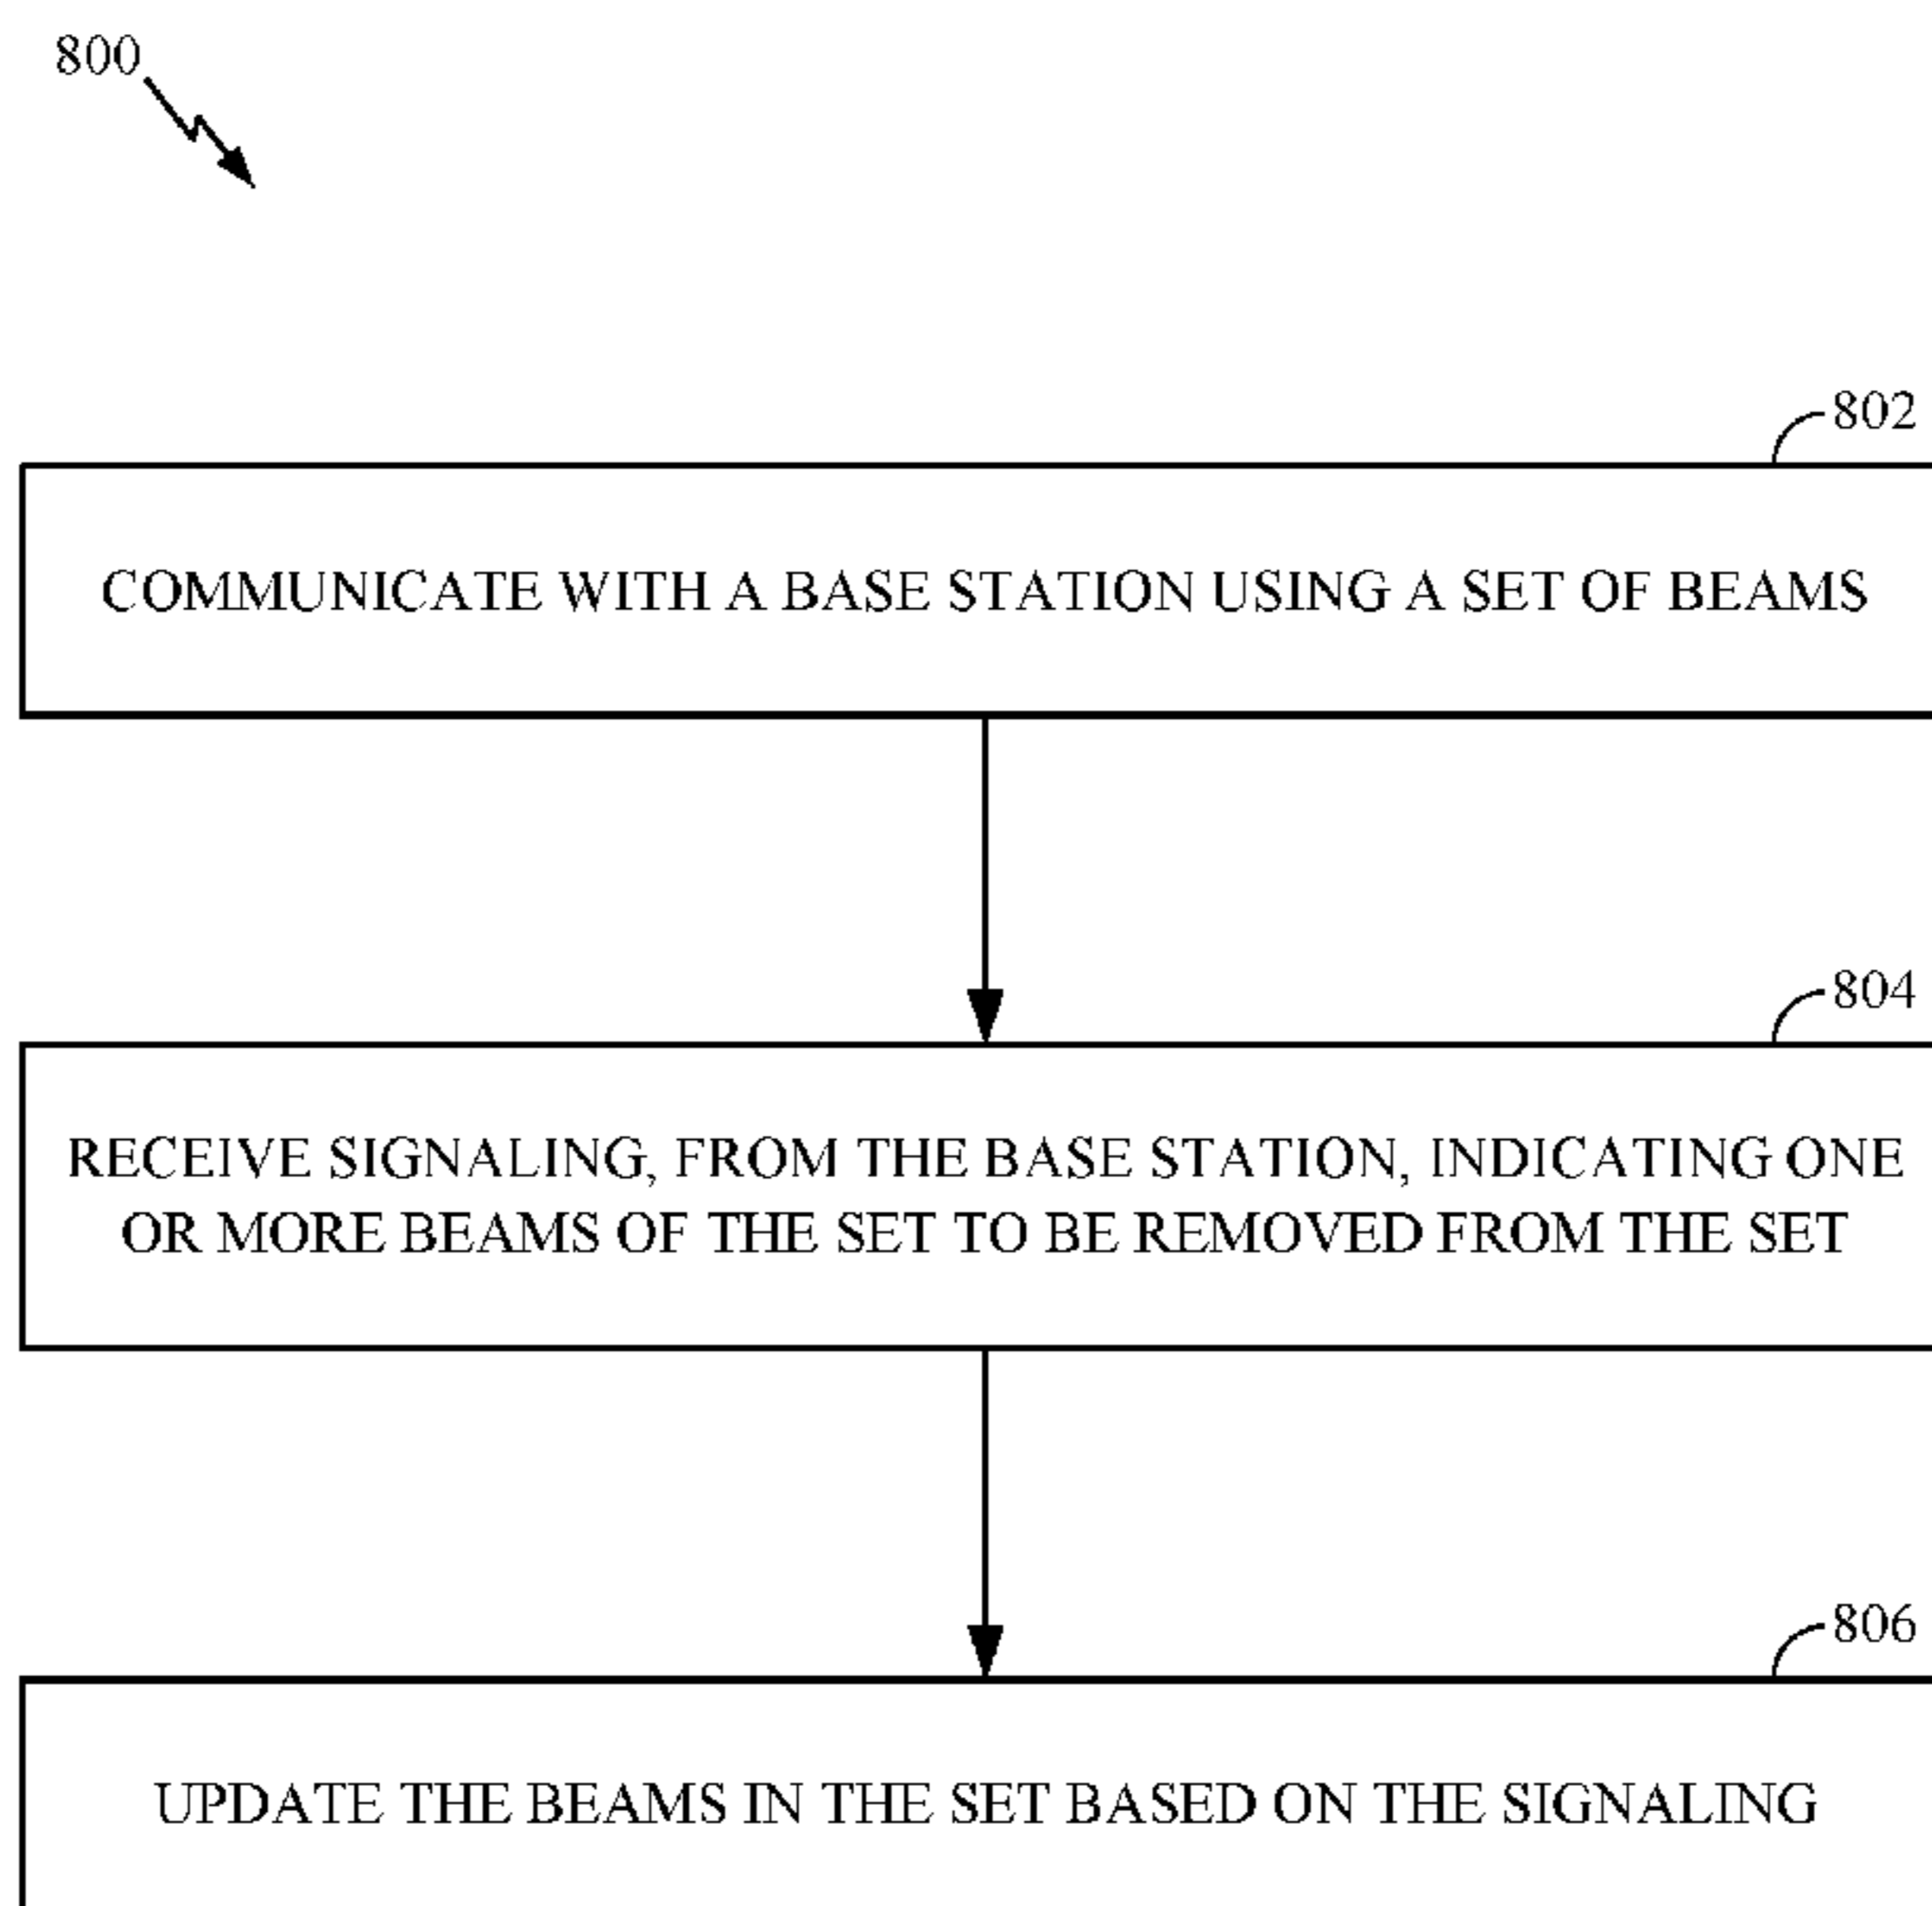 800
802
COMMUNICATE WITH A BASE STATION USING A SET OF BEAMS
804
RECEIVE SIGNALING, FROM THE BASE STATION, INDICATING ONE
OR MORE BEAMS OF THE SET TO BE REMOVED FROM THE SET
806
UPDATE THE BEAMS IN THE SET BASED ON THE SIGNALING